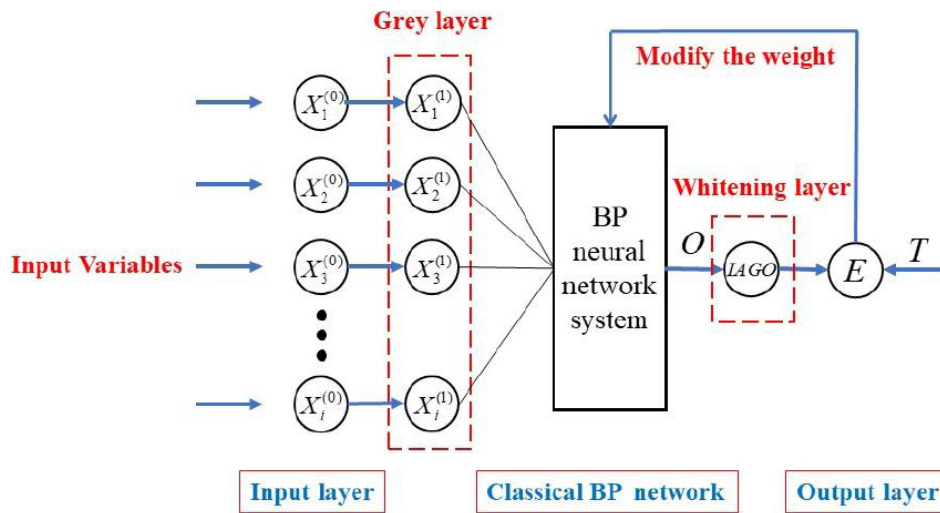 Grey layer
Modify the weight
X₁⁽⁰⁾ X₁⁽¹⁾
X₂⁽⁰⁾ X₂⁽¹⁾
Whitening layer
BP
neural
network
system
O
IAGO
E
T
Input Variables
X₃⁽⁰⁾ X₃⁽¹⁾
Xᵢ⁽⁰⁾ Xᵢ⁽¹⁾
Input layer
Classical BP network
Output layer